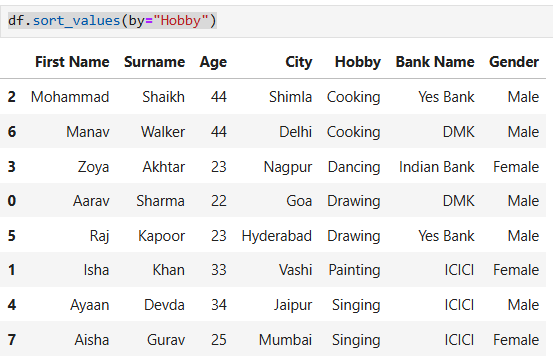 df.sort_values(by="Hobby")
First Name Surname Age City Hobby Bank Name Gender
2 Mohammad Shaikh 44 Shimla Cooking Yes Bank Male
6 Manav Walker 44 Delhi Cooking DMK Male
3 Zoya Akhtar 23 Nagpur Dancing Indian Bank Female
0 Aarav Sharma 22 Goa Drawing DMK Male
5 Raj Kapoor 23 Hyderabad Drawing Yes Bank Male
1 Isha Khan 33 Vashi Painting ICICI Female
4 Ayaan Devda 34 Jaipur Singing ICICI Male
7 Aisha Gurav 25 Mumbai Singing ICICI Female